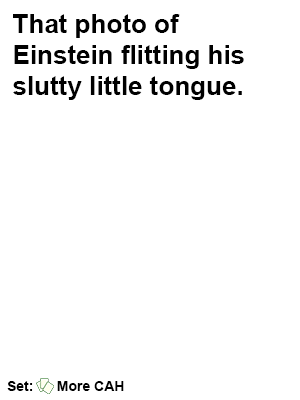 That photo of
Einstein flitting his
slutty little tongue.
Set: More CAH